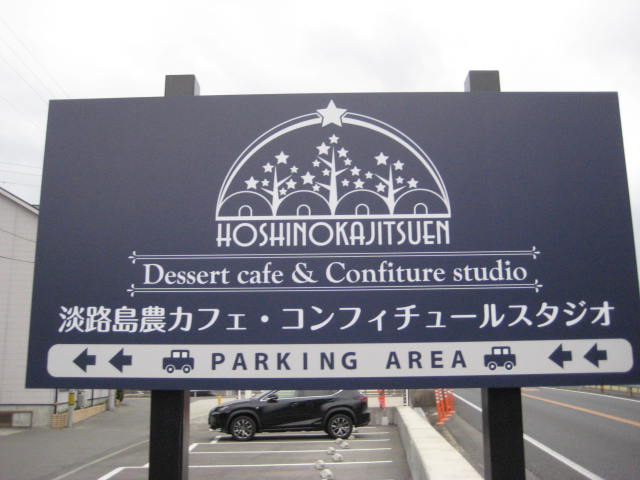 HOSHINOKAJITSUEN
Dessert cafe & Confiture studio
淡路島農カフェ・コンフィチュールスタジオ
PARKING AREA